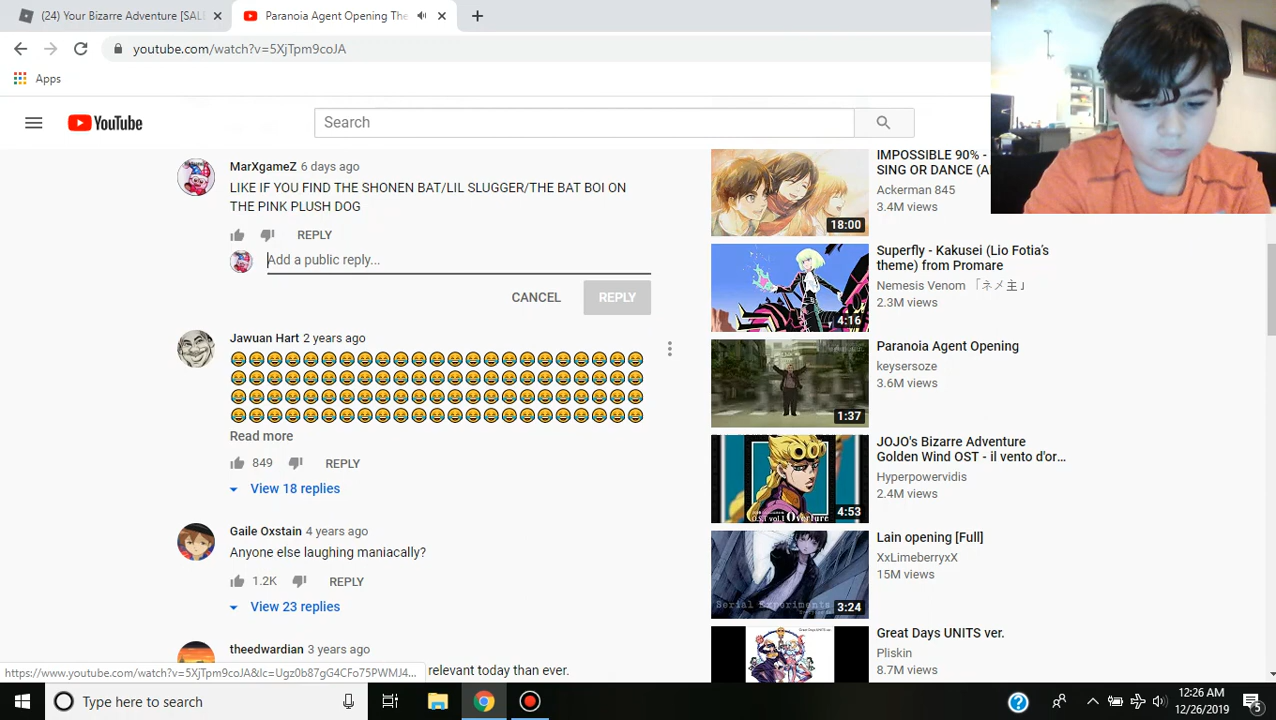 (24) Your Bizarre Adventure [SAL
Paranoia Agent Opening The
youtube.com/watch?v=5XjTpm9coJA
Apps
YouTube
Search
MarXgameZ 6 days ago
LIKE IF YOU FIND THE SHONEN BAT/LIL SLUGGER/THE BAT BOI ON
THE PINK PLUSH DOG
REPLY
Add a public reply...
CANCEL
REPLY
Jawuan Hart 2 years ago
😂😂😂😂😂😂😂😂😂😂😂😂😂😂😂😂😂😂😂😂😂😂😂
😂😂😂😂😂😂😂😂😂😂😂😂😂😂😂😂😂😂😂😂😂😂😂
😂😂😂😂😂😂😂😂😂😂😂😂😂😂😂😂😂😂😂😂😂😂😂
😂😂😂😂😂😂😂😂😂😂😂😂😂😂😂😂😂😂😂😂😂😂😂
Read more
849 REPLY
View 18 replies
Gaile Oxstain 4 years ago
Anyone else laughing maniacally?
1.2K REPLY
View 23 replies
theedwardian 3 years ago
relevant today than ever.
https://www.youtube.com/watch?v=5XjTpm9coJA&lc=Ugz0b87gG4CFo75PWMJ4...
IMPOSSIBLE 90% -
SING OR DANCE (A
Ackerman 845
3.4M views
18:00
Superfly - Kakusei (Lio Fotia's
theme) from Promare
Nemesis Venom 「ネメ主」
2.3M views
4:16
Paranoia Agent Opening
keysersoze
3.6M views
1:37
JOJO's Bizarre Adventure
Golden Wind OST - il vento d'or...
Hyperpowervidis
2.4M views
O.S.T vol.1 Overture
4:53
Lain opening [Full]
XxLimeberryxX
15M views
Serial Experiments
3:24
Great Days UNITS ver.
Pliskin
8.7M views
Type here to search
12:26 AM
12/26/2019
5